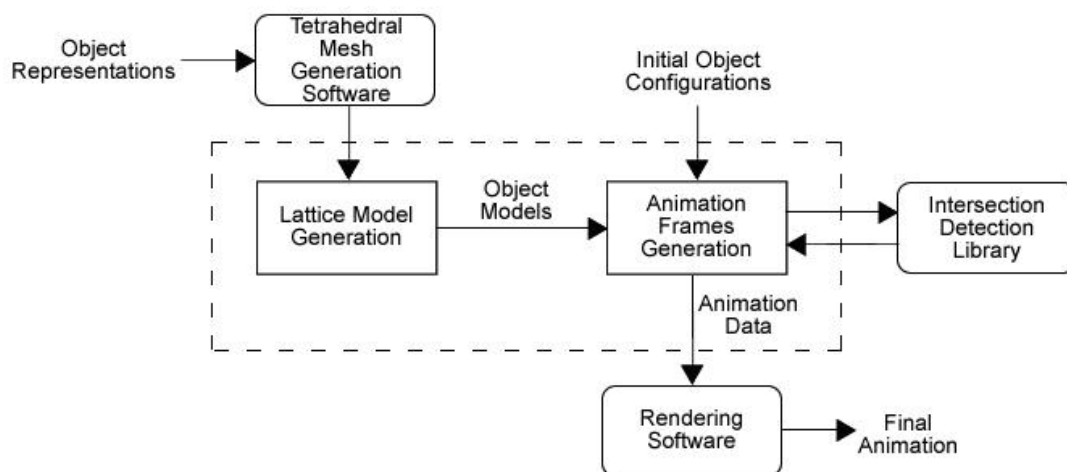 Object
Representations
Tetrahedral
Mesh
Generation
Software
Initial Object
Configurations
Lattice Model
Generation
Object
Models
Animation
Frames
Generation
Intersection
Detection
Library
Animation
Data
Rendering
Software
Final
Animation